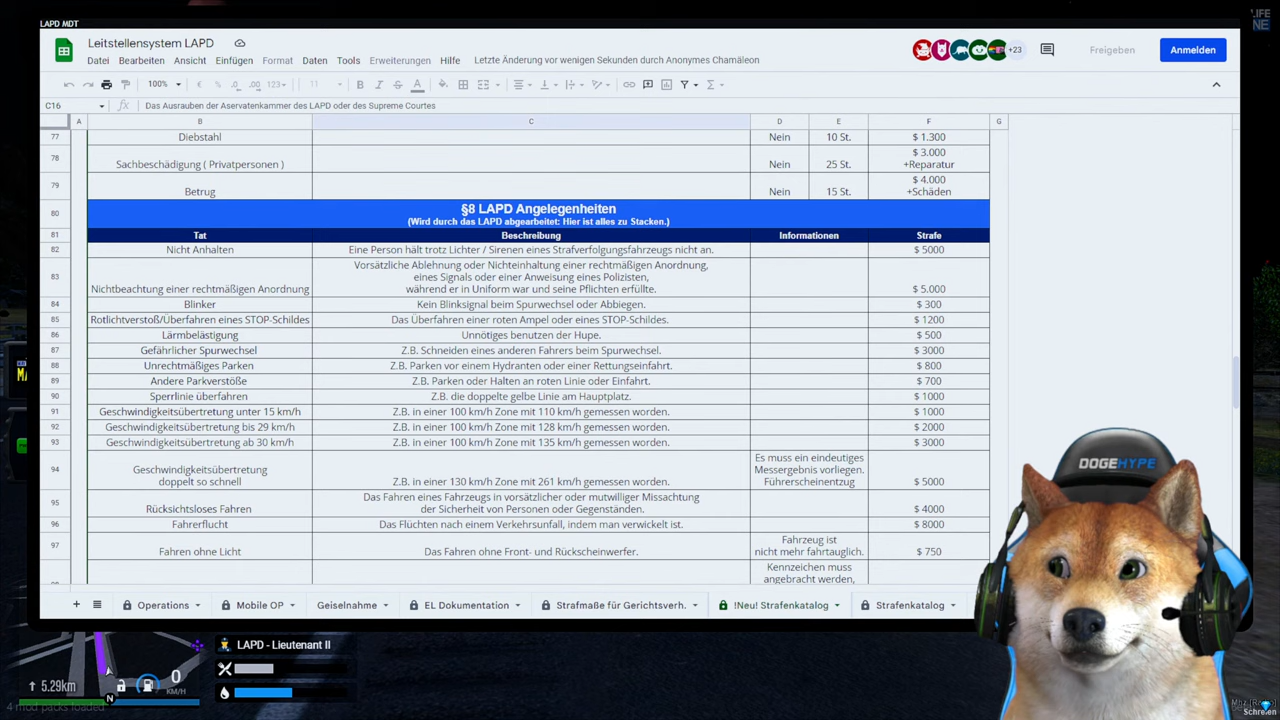 LAPD MDT
LIFE
NE
Leitstellensystem LAPD
+23
Freigeben
Anmelden
Datei Bearbeiten Ansicht Einfügen Format Daten Tools Erweiterungen Hilfe Letzte Änderung vor wenigen Sekunden durch Anonymes Chamäleon
100% € % .0 .00 123 11 B I S A
C16 fx Das Ausrauben der Aservatenkammer des LAPD oder des Supreme Courtes
A B C D E F G
77 Diebstahl Nein 10 St. $ 1.300
78 Sachbeschädigung ( Privatpersonen ) Nein 25 St. $ 3.000
+Reparatur
79 Betrug Nein 15 St. $ 4.000
+Schäden
80 §8 LAPD Angelegenheiten
(Wird durch das LAPD abgearbeitet: Hier ist alles zu Stacken.)
81 Tat Beschreibung Informationen Strafe
82 Nicht Anhalten Eine Person hält trotz Lichter / Sirenen eines Strafverfolgungsfahrzeugs nicht an. $ 5000
83 Nichtbeachtung einer rechtmäßigen Anordnung Vorsätzliche Ablehnung oder Nichteinhaltung einer rechtmäßigen Anordnung,
eines Signals oder einer Anweisung eines Polizisten,
während er in Uniform war und seine Pflichten erfüllte. $ 5.000
84 Blinker Kein Blinksignal beim Spurwechsel oder Abbiegen. $ 300
85 Rotlichtverstoß/Überfahren eines STOP-Schildes Das Überfahren einer roten Ampel oder eines STOP-Schildes. $ 1200
86 Lärmbelästigung Unnötiges benutzen der Hupe. $ 500
87 Gefährlicher Spurwechsel Z.B. Schneiden eines anderen Fahrers beim Spurwechsel. $ 3000
88 Unrechtmäßiges Parken Z.B. Parken vor einem Hydranten oder einer Rettungseinfahrt. $ 800
89 Andere Parkverstöße Z.B. Parken oder Halten an roten Linie oder Einfahrt. $ 700
90 Sperrlinie überfahren Z.B. die doppelte gelbe Linie am Hauptplatz. $ 1000
91 Geschwindigkeitsübertretung unter 15 km/h Z.B. in einer 100 km/h Zone mit 110 km/h gemessen worden. $ 1000
92 Geschwindigkeitsübertretung bis 29 km/h Z.B. in einer 100 km/h Zone mit 128 km/h gemessen worden. $ 2000
93 Geschwindigkeitsübertretung ab 30 km/h Z.B. in einer 100 km/h Zone mit 135 km/h gemessen worden. $ 3000
94 Geschwindigkeitsübertretung
doppelt so schnell Z.B. in einer 130 km/h Zone mit 261 km/h gemessen worden. Es muss ein eindeutiges
Messergebnis vorliegen.
Führerscheinentzug $ 5000
95 Rücksichtsloses Fahren Das Fahren eines Fahrzeugs in vorsätzlicher oder mutwilliger Missachtung
der Sicherheit von Personen oder Gegenständen. $ 4000
96 Fahrerflucht Das Flüchten nach einem Verkehrsunfall, indem man verwickelt ist. $ 8000
97 Fahren ohne Licht Das Fahren ohne Front- und Rückscheinwerfer. Fahrzeug ist
nicht mehr fahrtauglich. $ 750
Kennzeichen muss
angebracht werden,
Operations Mobile OP Geiselnahme EL Dokumentation Strafmaße für Gerichtsverh. !Neu! Strafenkatalog Strafenkatalog
DOGEHYPE
LAPD - Lieutenant II
5.29km
0
KM/H
N
4 mod packs loaded
Schreien